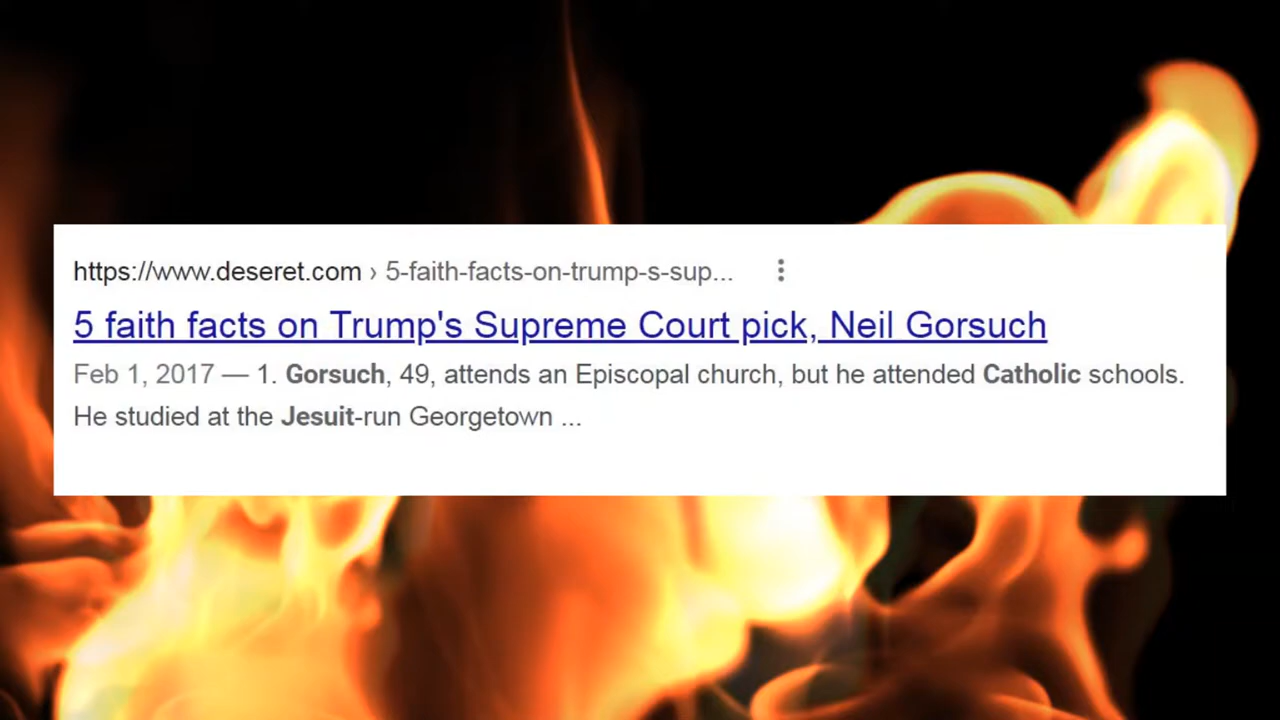 https://www.deseret.com › 5-faith-facts-on-trump-s-sup...
5 faith facts on Trump's Supreme Court pick, Neil Gorsuch
Feb 1, 2017 — 1. Gorsuch, 49, attends an Episcopal church, but he attended Catholic schools.
He studied at the Jesuit-run Georgetown ...